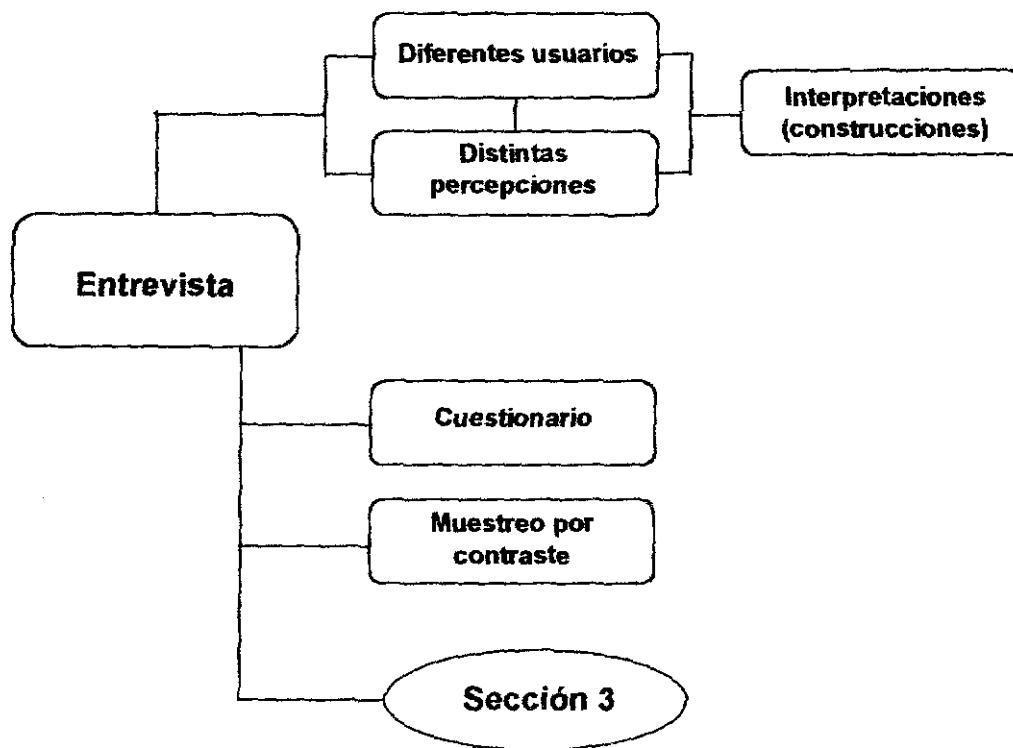 Diferentes usuarios
Interpretaciones
(construcciones)
Distintas
percepciones
Entrevista
Cuestionario
Muestreo por
contraste
Sección 3